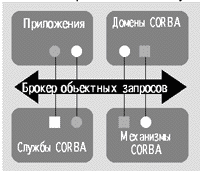 Приложения
Домены CORBA
Брокер объектных запросов
Службы CORBA
Механизмы
CORBA